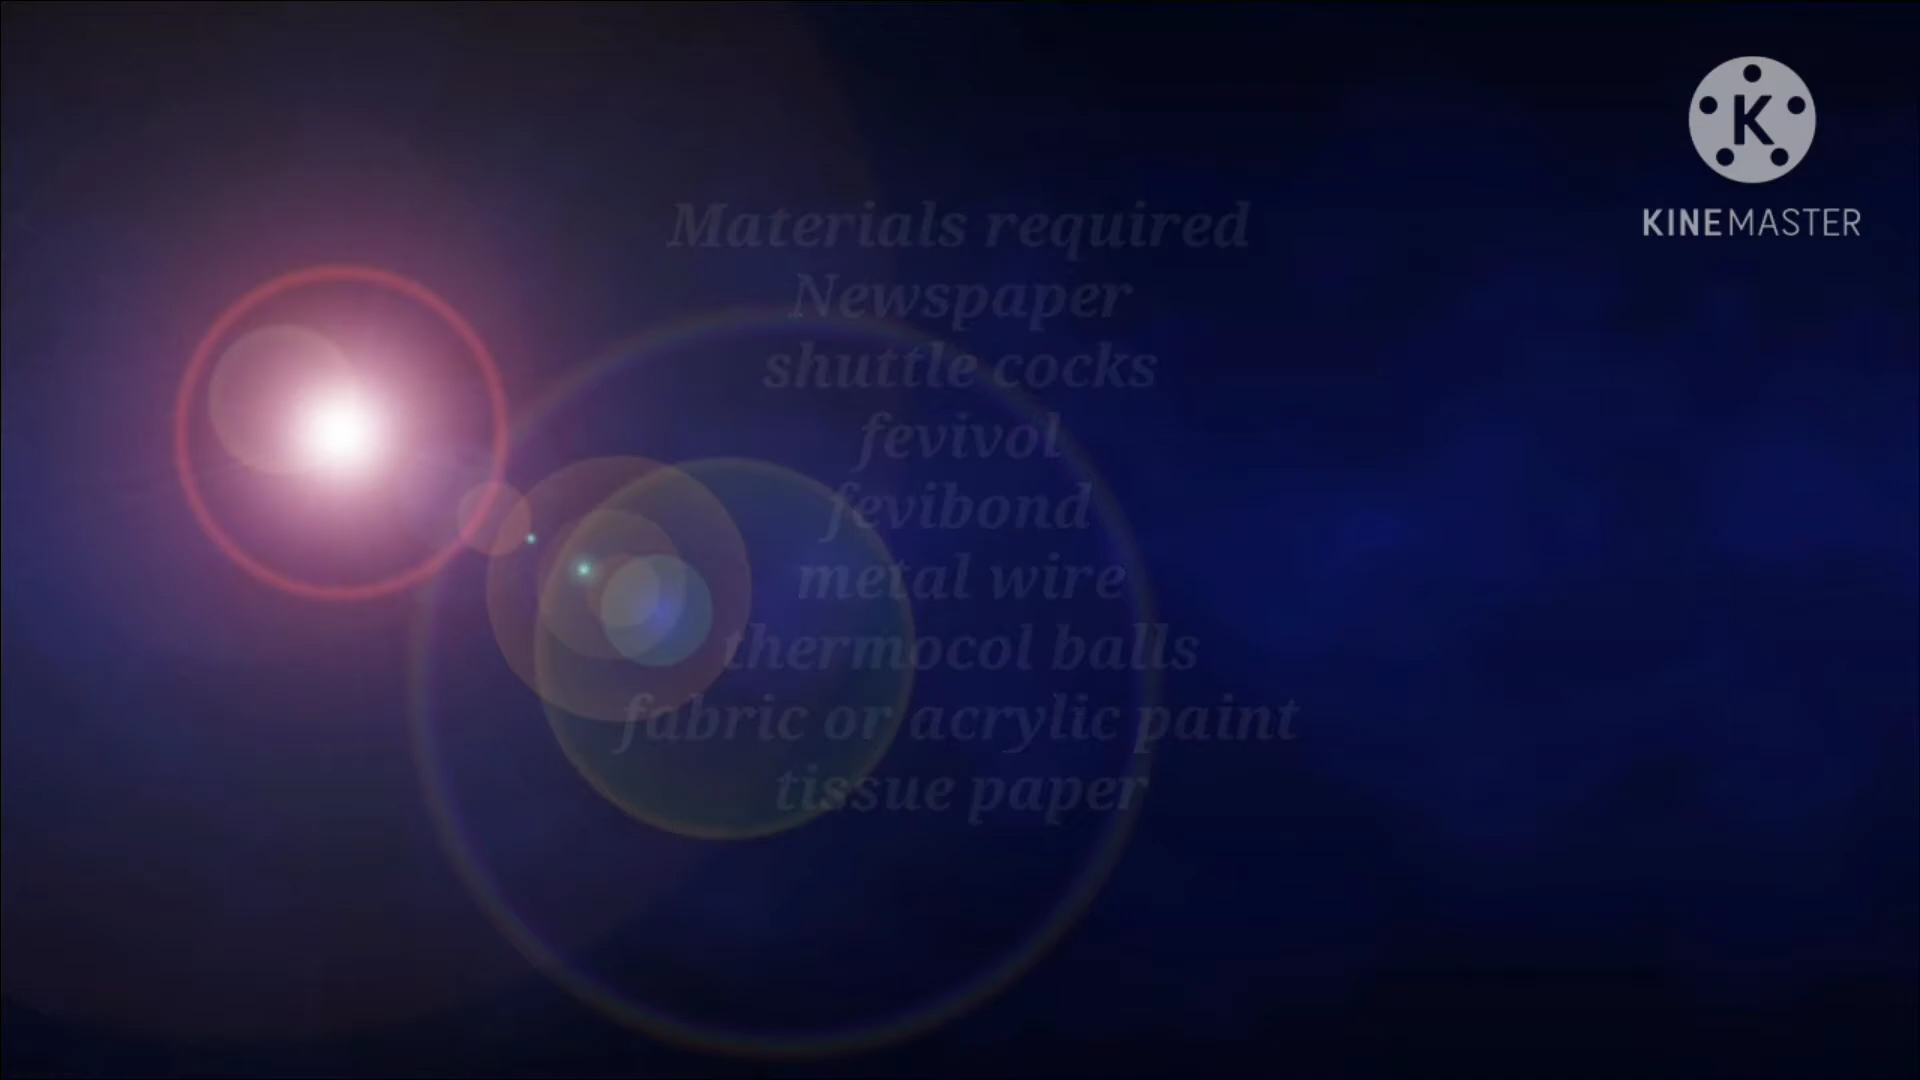 K
KINEMASTER
Materials required
Newspaper
shuttle cocks
fevivol
fevibond
metal wire
thermocol balls
fabric or acrylic paint
tissue paper